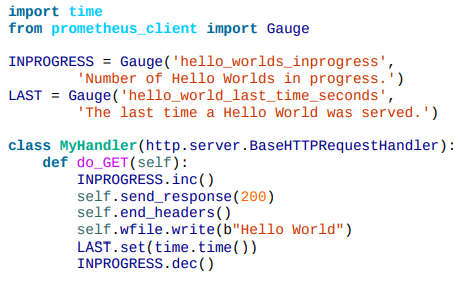 import time
from prometheus_client import Gauge

INPROGRESS = Gauge('hello_worlds_inprogress',
        'Number of Hello Worlds in progress.')
LAST = Gauge('hello_world_last_time_seconds',
        'The last time a Hello World was served.')

class MyHandler(http.server.BaseHTTPRequestHandler):
    def do_GET(self):
        INPROGRESS.inc()
        self.send_response(200)
        self.end_headers()
        self.wfile.write(b"Hello World")
        LAST.set(time.time())
        INPROGRESS.dec()